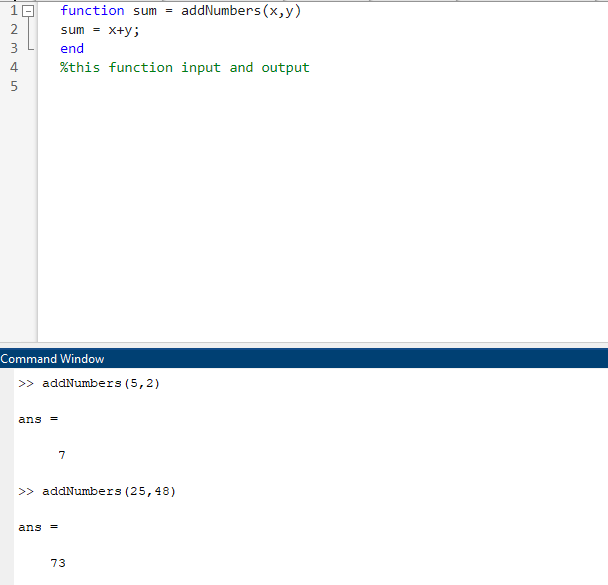 1 function sum = addNumbers(x,y)
2 sum = x+y;
3 end
4 %this function input and output
5
Command Window
>> addNumbers(5,2)
ans =
7
>> addNumbers(25,48)
ans =
73